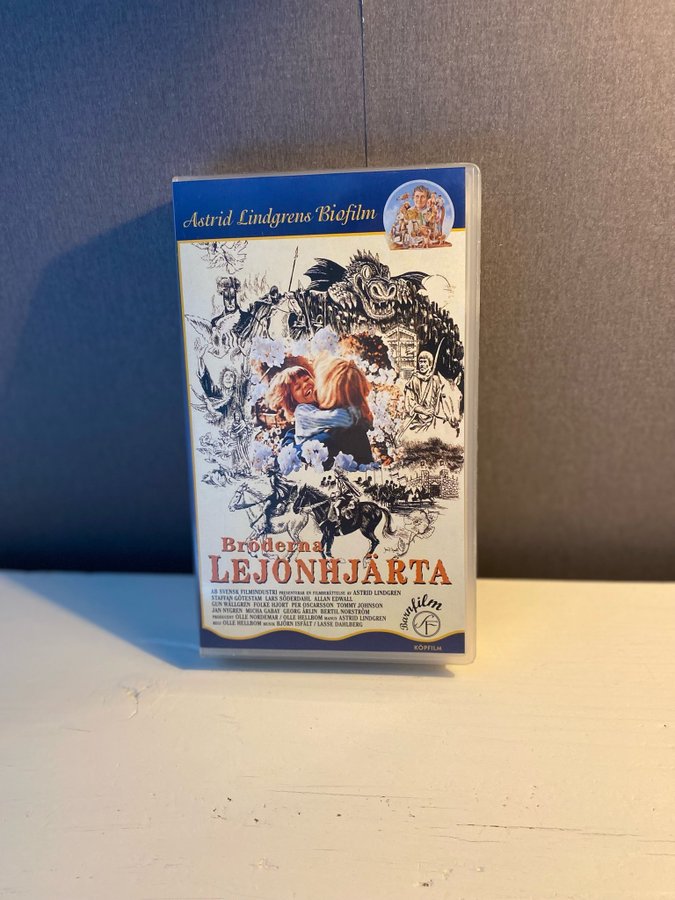 Astrid Lindgrens Biofilm
Bröderna
LEJONHJÄRTA
AB SVENSK FILMINDUSTRI PRESENTERAR EN FILMBERÄTTELSE AV ASTRID LINDGREN
STAFFAN GÖTESTAM LARS SÖDERDAHL ALLAN EDWALL
GUN WÅLLGREN FOLKE HJORT PER OSCARSSON TOMMY JOHNSON
JAN NYGREN MICHA GABAY GEORG ÅRLIN BERTIL NORSTRÖM
PRODUCENT OLLE NORDEMAR / OLLE HELLBOM MANUS ASTRID LINDGREN
REGI OLLE HELLBOM MUSIK BJÖRN ISFÄLT / LASSE DAHLBERG
Barnfilm
SF
KÖPFILM